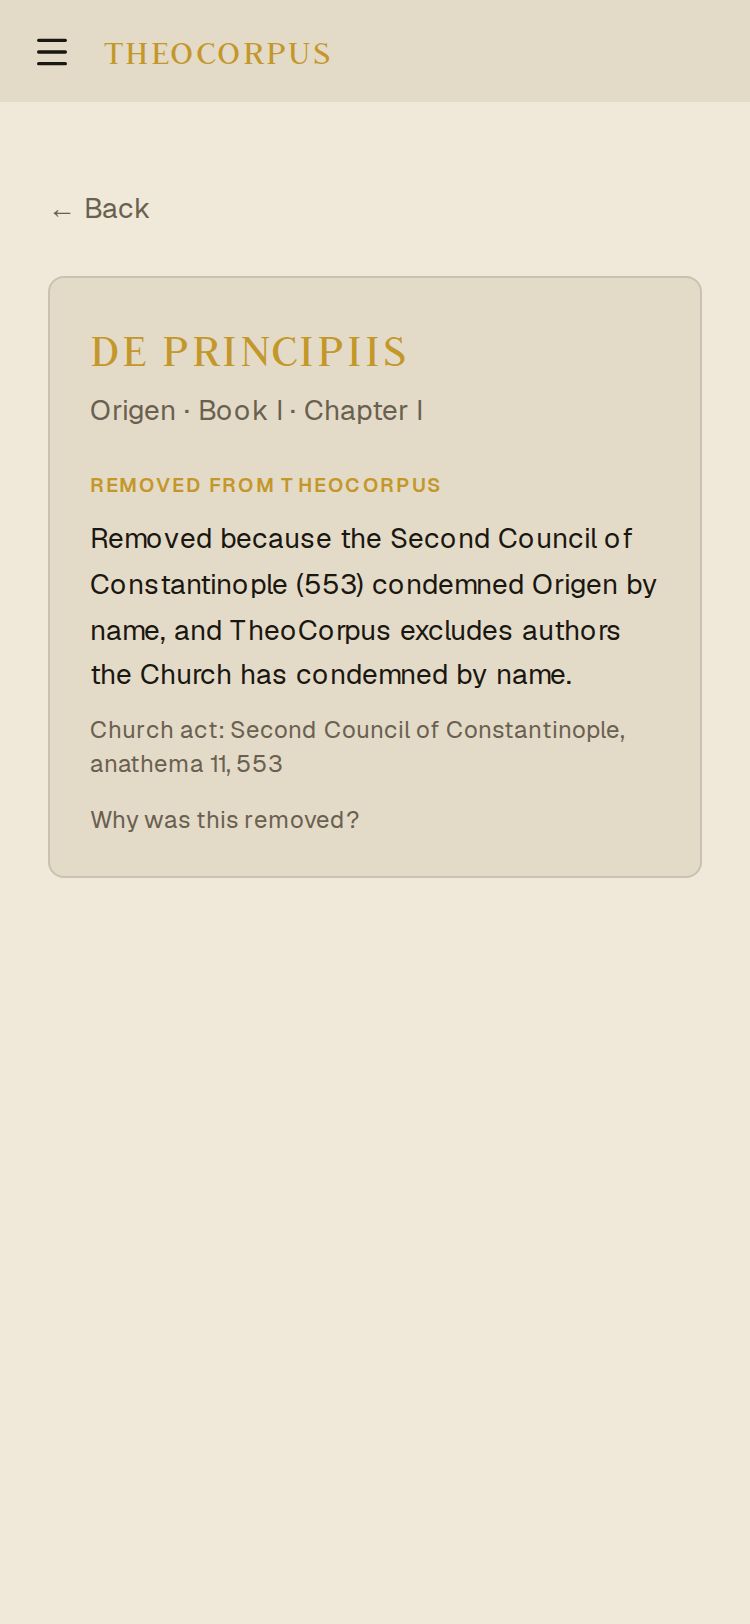 THEOCORPUS
← Back
DE PRINCIPIIS
Origen · Book I · Chapter I
REMOVED FROM THEOCORPUS
Removed because the Second Council of
Constantinople (553) condemned Origen by
name, and TheoCorpus excludes authors
the Church has condemned by name.
Church act: Second Council of Constantinople,
anathema 11, 553
Why was this removed?